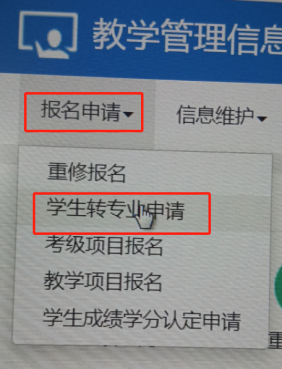 教学管理信息
报名申请
信息维护
重修报名
学生转专业申请
考级项目报名
教学项目报名
学生成绩学分认定申请
重